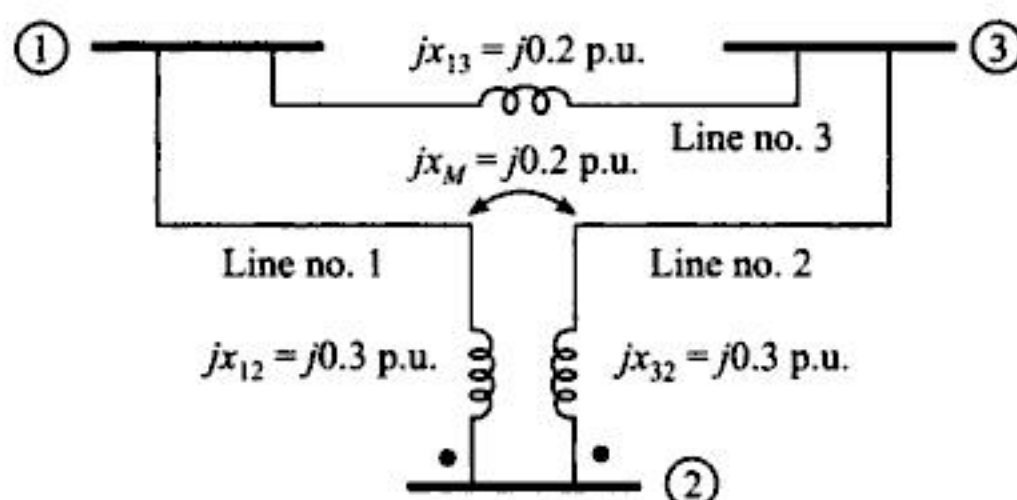 ① ③
jx₁₃ = j0.2 p.u.
Line no. 3
jx_M = j0.2 p.u.
Line no. 1 Line no. 2
jx₁₂ = j0.3 p.u. jx₃₂ = j0.3 p.u.
②